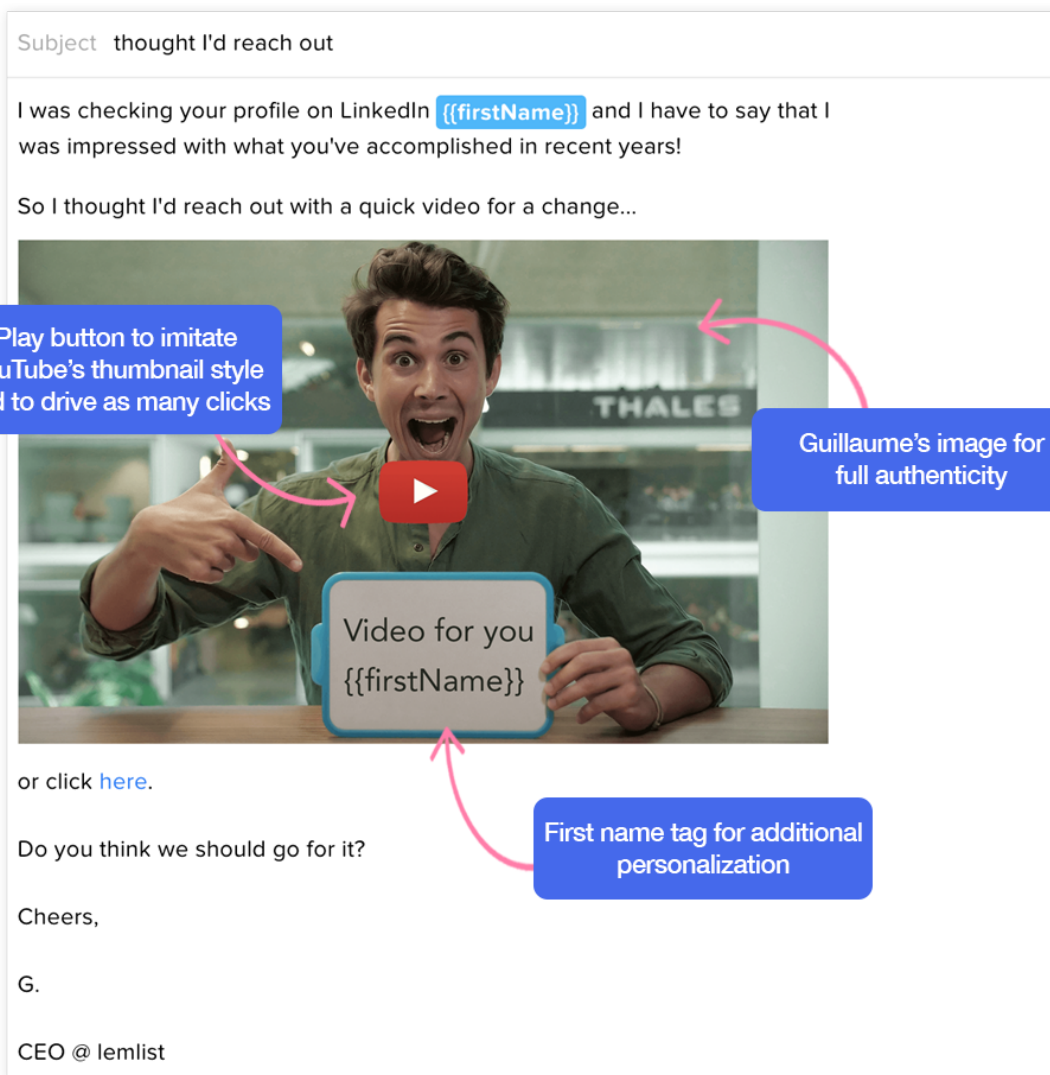 Subject thought I'd reach out
I was checking your profile on LinkedIn {{firstName}} and I have to say that I
was impressed with what you've accomplished in recent years!
So I thought I'd reach out with a quick video for a change...
Play button to imitate
uTube’s thumbnail style
d to drive as many clicks
THALES
Guillaume’s image for
full authenticity
Video for you
{{firstName}}
or click here.
First name tag for additional
personalization
Do you think we should go for it?
Cheers,
G.
CEO @ lemlist